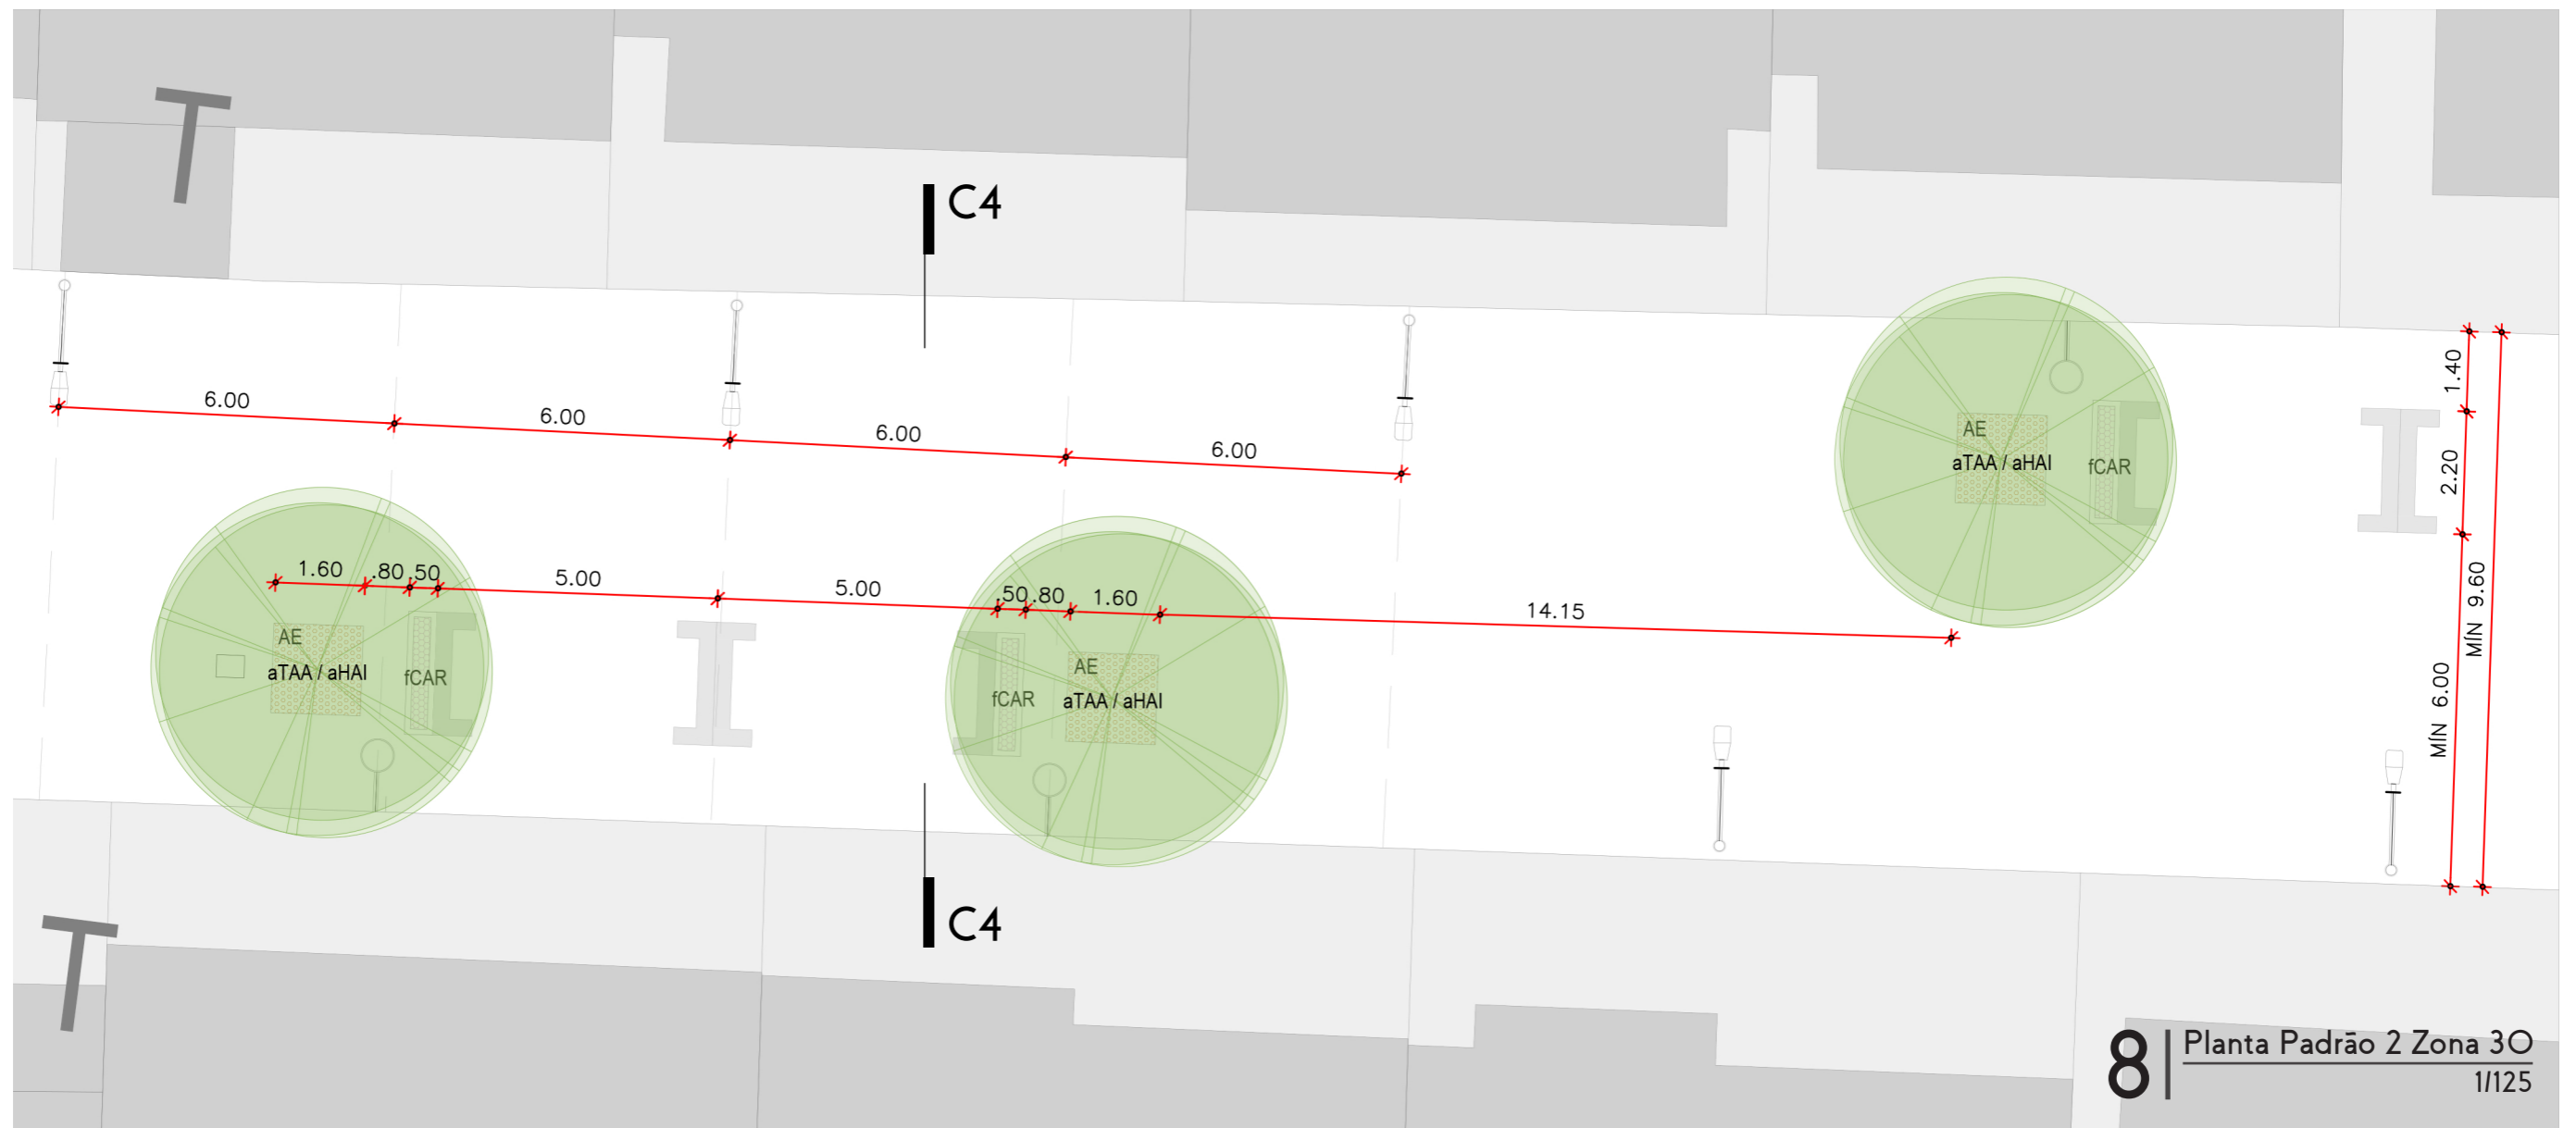 T
C4
6.00
6.00
6.00
6.00
1.40
2.20
MÍN 6.00
MÍN 9.60
AE
aTAA / aHAI
fCAR
1.60
.80
.50
5.00
5.00
.50
.80
1.60
14.15
AE
aTAA / aHAI
fCAR
fCAR
AE
aTAA / aHAI
C4
T
8
Planta Padrão 2 Zona 30
1/125